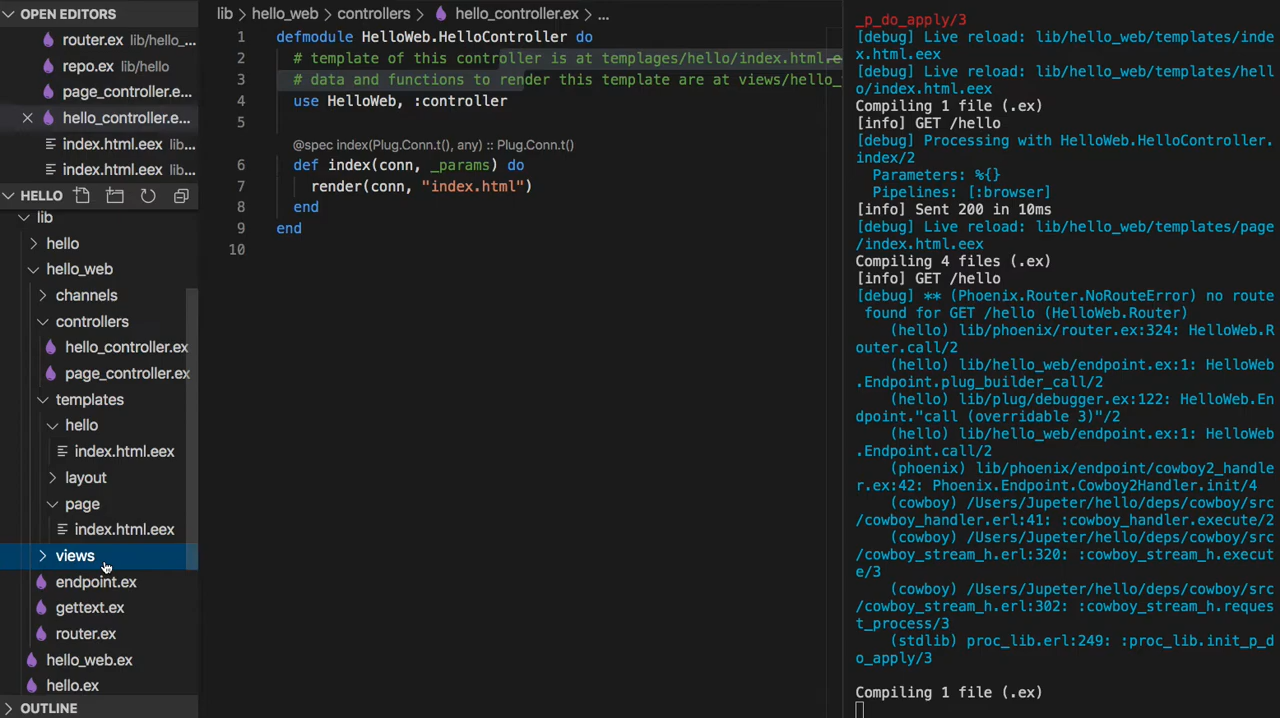 OPEN EDITORS
router.ex lib/hello_...
repo.ex lib/hello
page_controller.e...
hello_controller.e...
index.html.eex lib...
index.html.eex lib...
HELLO
lib
hello
hello_web
channels
controllers
hello_controller.ex
page_controller.ex
templates
hello
index.html.eex
layout
page
index.html.eex
views
endpoint.ex
gettext.ex
router.ex
hello_web.ex
hello.ex
OUTLINE
lib > hello_web > controllers > hello_controller.ex > ...
1 defmodule HelloWeb.HelloController do
2 # template of this controller is at templages/hello/index.html.e
3 # data and functions to render this template are at views/hello_
4 use HelloWeb, :controller
5
@spec index(Plug.Conn.t(), any) :: Plug.Conn.t()
6 def index(conn, _params) do
7 render(conn, "index.html")
8 end
9 end
10
_p_do_apply/3
[debug] Live reload: lib/hello_web/templates/inde
x.html.eex
[debug] Live reload: lib/hello_web/templates/hell
o/index.html.eex
Compiling 1 file (.ex)
[info] GET /hello
[debug] Processing with HelloWeb.HelloController.
index/2
Parameters: %{}
Pipelines: [:browser]
[info] Sent 200 in 10ms
[debug] Live reload: lib/hello_web/templates/page
/index.html.eex
Compiling 4 files (.ex)
[info] GET /hello
[debug] ** (Phoenix.Router.NoRouteError) no route
found for GET /hello (HelloWeb.Router)
(hello) lib/phoenix/router.ex:324: HelloWeb.R
outer.call/2
(hello) lib/hello_web/endpoint.ex:1: HelloWeb
.Endpoint.plug_builder_call/2
(hello) lib/plug/debugger.ex:122: HelloWeb.En
dpoint."call (overridable 3)"/2
(hello) lib/hello_web/endpoint.ex:1: HelloWeb
.Endpoint.call/2
(phoenix) lib/phoenix/endpoint/cowboy2_handle
r.ex:42: Phoenix.Endpoint.Cowboy2Handler.init/4
(cowboy) /Users/Jupeter/hello/deps/cowboy/src
/cowboy_handler.erl:41: :cowboy_handler.execute/2
(cowboy) /Users/Jupeter/hello/deps/cowboy/src
/cowboy_stream_h.erl:320: :cowboy_stream_h.execut
e/3
(cowboy) /Users/Jupeter/hello/deps/cowboy/src
/cowboy_stream_h.erl:302: :cowboy_stream_h.reques
t_process/3
(stdlib) proc_lib.erl:249: :proc_lib.init_p_d
o_apply/3
Compiling 1 file (.ex)